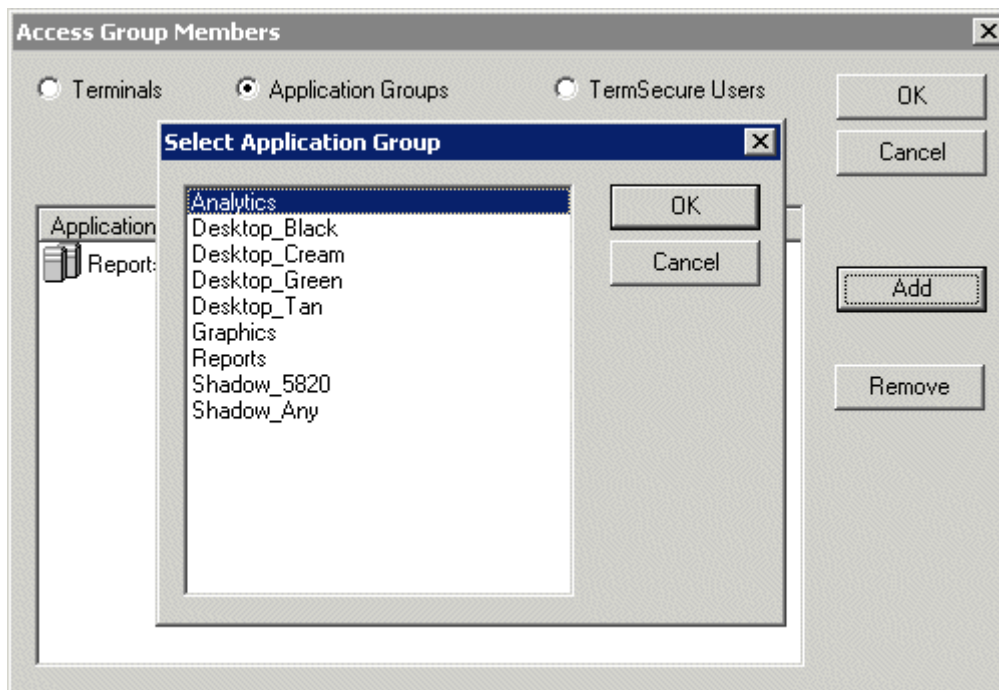 Access Group Members
Terminals
Application Groups
TermSecure Users
OK
Cancel
Select Application Group
Analytics
Desktop_Black
Desktop_Cream
Desktop_Green
Desktop_Tan
Graphics
Reports
Shadow_5820
Shadow_Any
OK
Cancel
Application
Report
Add
Remove